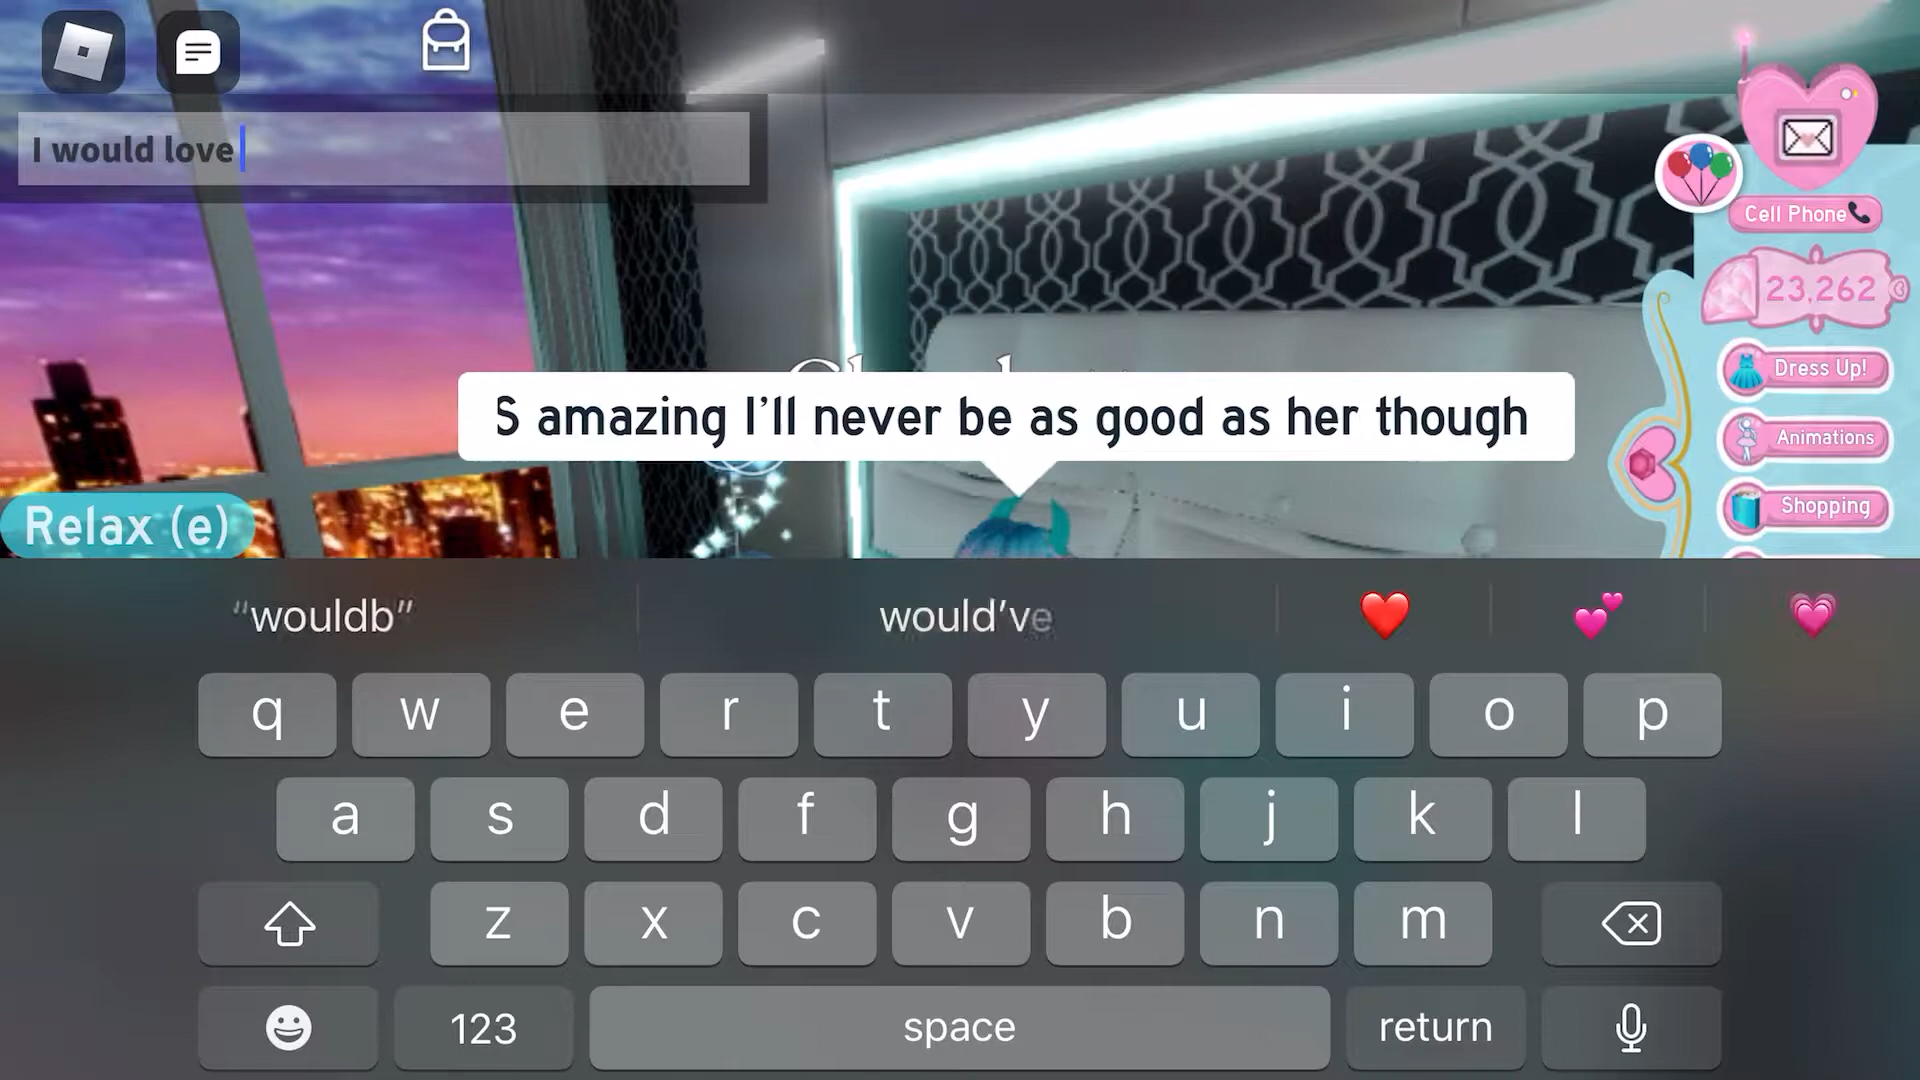 I would love
Cell Phone
23,262
Dress Up!
Animations
Shopping
S amazing I'll never be as good as her though
Relax (e)
"wouldb" would've
q w e r t y u i o p
a s d f g h j k l
z x c v b n m
123 space return